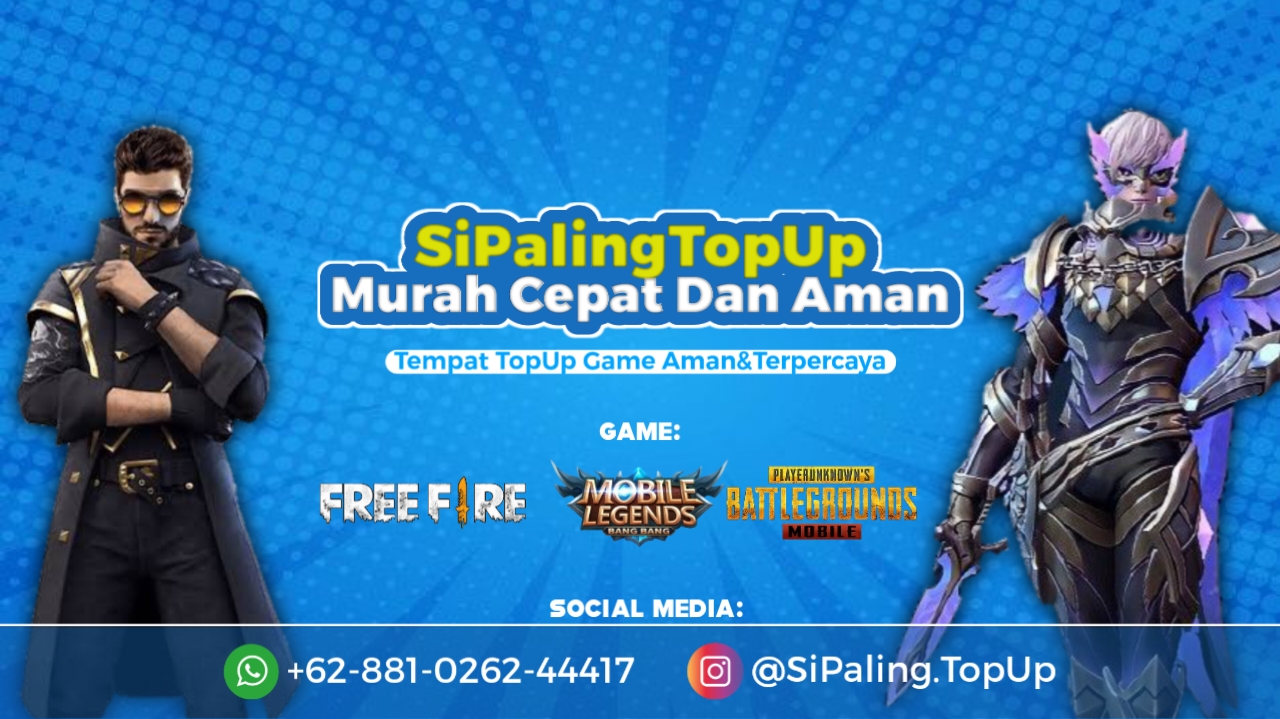 SiPalingTopUp
Murah Cepat Dan Aman
Tempat TopUp Game Aman&Terpercaya
GAME:
FREE FIRE
MOBILE
LEGENDS
BANG BANG
PLAYERUNKNOWN'S
BATTLEGROUNDS
MOBILE
SOCIAL MEDIA:
+62-881-0262-44417
@SiPaling.TopUp